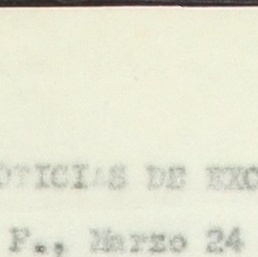 OTICIAS DE EXC
F., Marzo 24